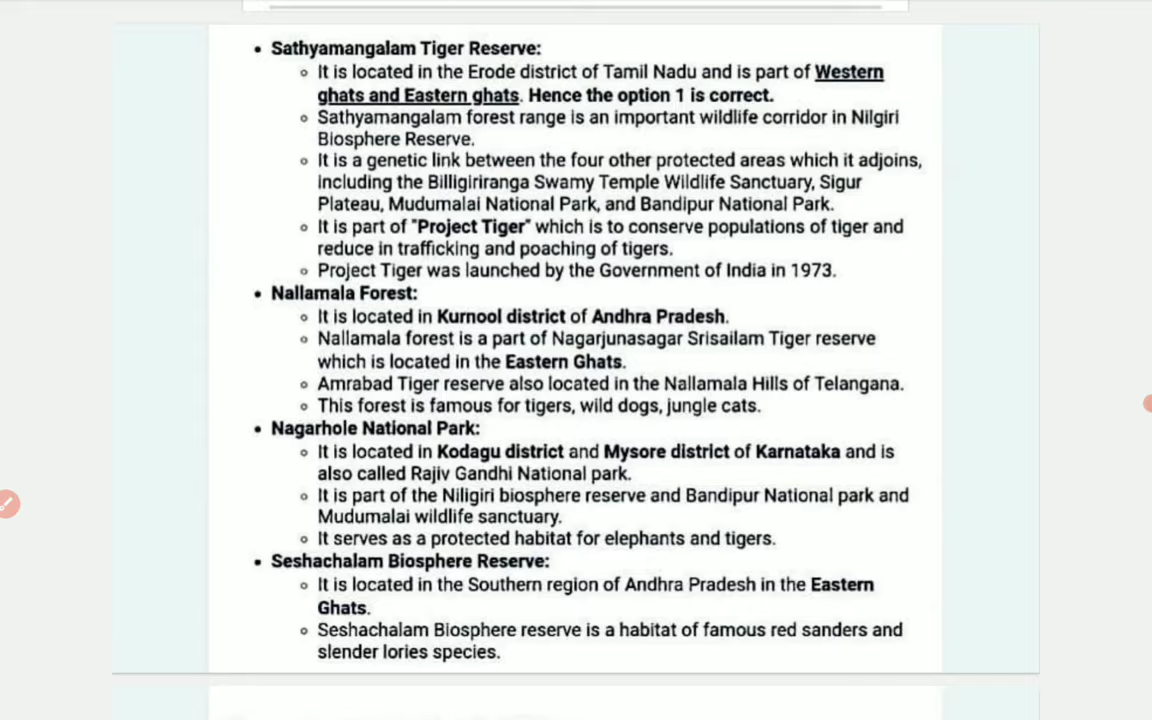 • Sathyamangalam Tiger Reserve:
◦ It is located in the Erode district of Tamil Nadu and is part of Western
ghats and Eastern ghats. Hence the option 1 is correct.
◦ Sathyamangalam forest range is an important wildlife corridor in Nilgiri
Biosphere Reserve.
◦ It is a genetic link between the four other protected areas which it adjoins,
including the Billigiriranga Swamy Temple Wildlife Sanctuary, Sigur
Plateau, Mudumalai National Park, and Bandipur National Park.
◦ It is part of "Project Tiger" which is to conserve populations of tiger and
reduce in trafficking and poaching of tigers.
◦ Project Tiger was launched by the Government of India in 1973.
• Nallamala Forest:
◦ It is located in Kurnool district of Andhra Pradesh.
◦ Nallamala forest is a part of Nagarjunasagar Srisailam Tiger reserve
which is located in the Eastern Ghats.
◦ Amrabad Tiger reserve also located in the Nallamala Hills of Telangana.
◦ This forest is famous for tigers, wild dogs, jungle cats.
• Nagarhole National Park:
◦ It is located in Kodagu district and Mysore district of Karnataka and is
also called Rajiv Gandhi National park.
◦ It is part of the Niligiri biosphere reserve and Bandipur National park and
Mudumalai wildlife sanctuary.
◦ It serves as a protected habitat for elephants and tigers.
• Seshachalam Biosphere Reserve:
◦ It is located in the Southern region of Andhra Pradesh in the Eastern
Ghats.
◦ Seshachalam Biosphere reserve is a habitat of famous red sanders and
slender lories species.